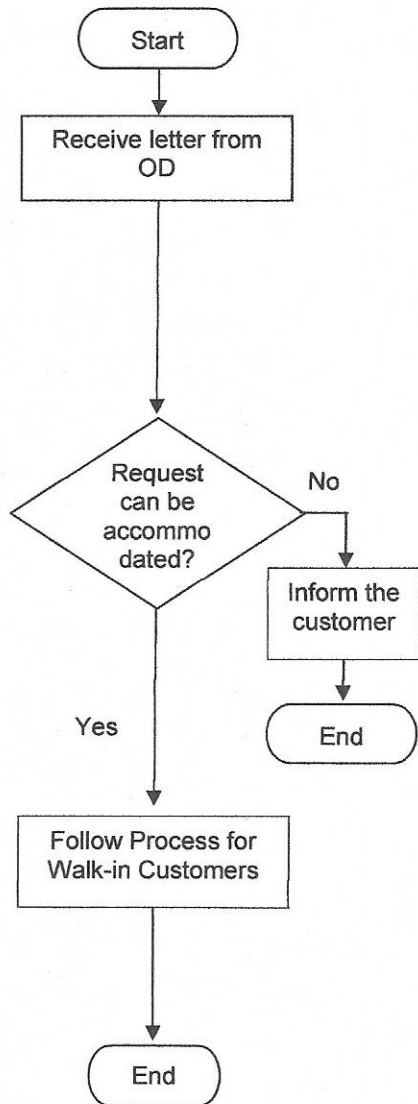 Start
Receive letter from
OD
Request
can be
accommo
dated?
No
Inform the
customer
End
Yes
Follow Process for
Walk-in Customers
End